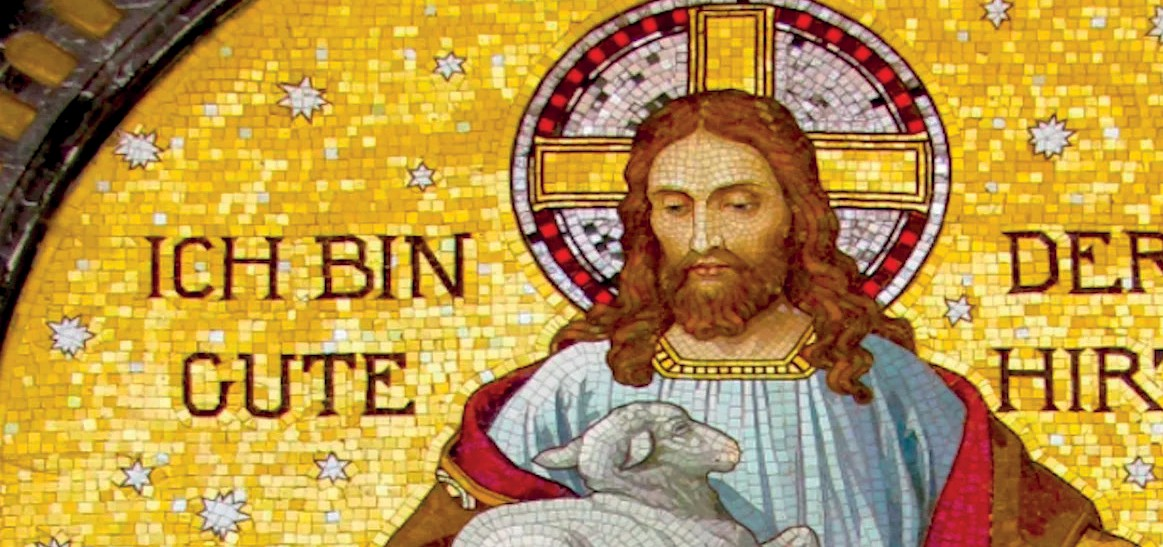 ICH BIN DER
GUTE HIRT